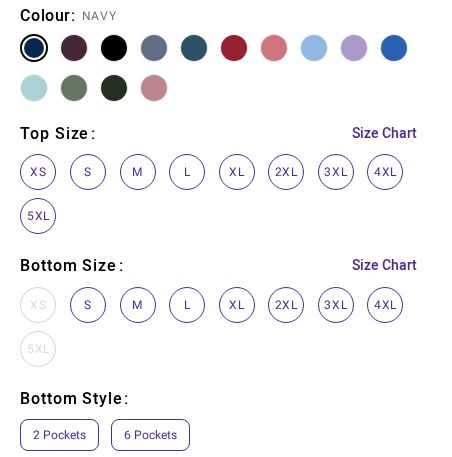 Colour: NAVY
Top Size: Size Chart
XS S M L XL 2XL 3XL 4XL
5XL
Bottom Size: Size Chart
XS S M L XL 2XL 3XL 4XL
5XL
Bottom Style:
2 Pockets 6 Pockets